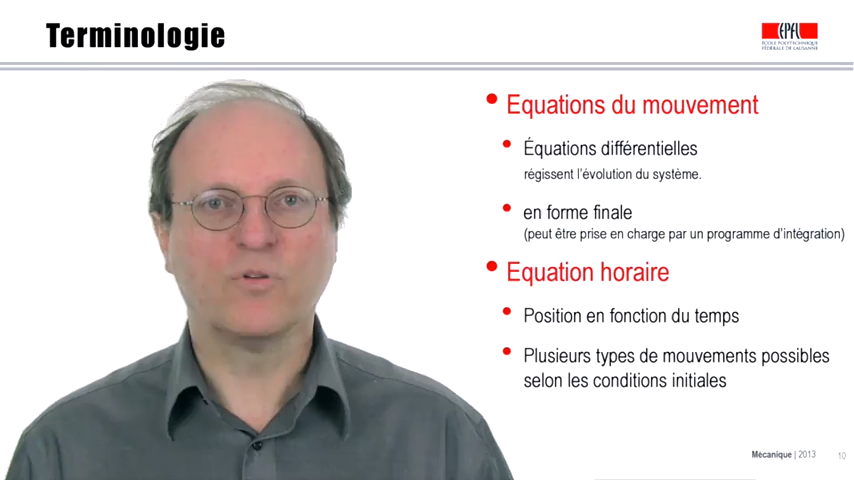 Terminologie
EPFL
ÉCOLE POLYTECHNIQUE
FÉDÉRALE DE LAUSANNE
Equations du mouvement
Équations différentielles
régissent l'évolution du système.
en forme finale
(peut être prise en charge par un programme d'intégration)
Equation horaire
Position en fonction du temps
Plusieurs types de mouvements possibles
selon les conditions initiales
Mécanique | 2013
10